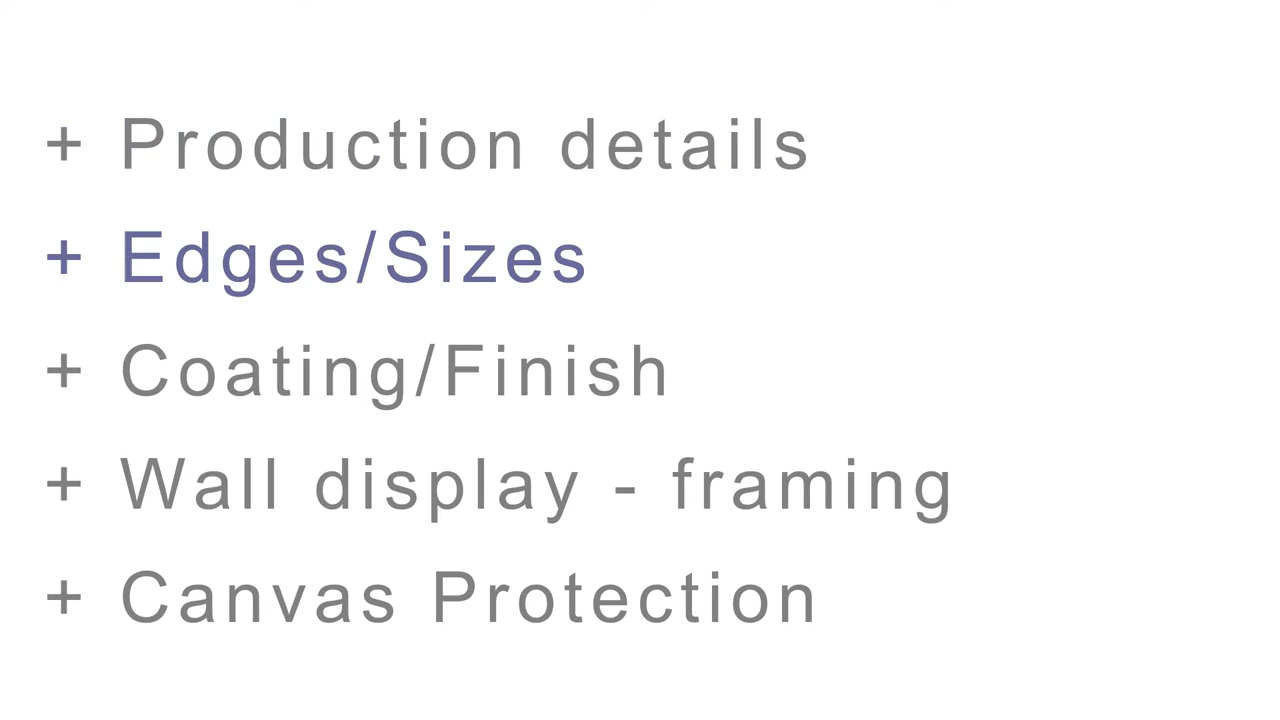 + Production details
+ Edges/Sizes
+ Coating/Finish
+ Wall display - framing
+ Canvas Protection